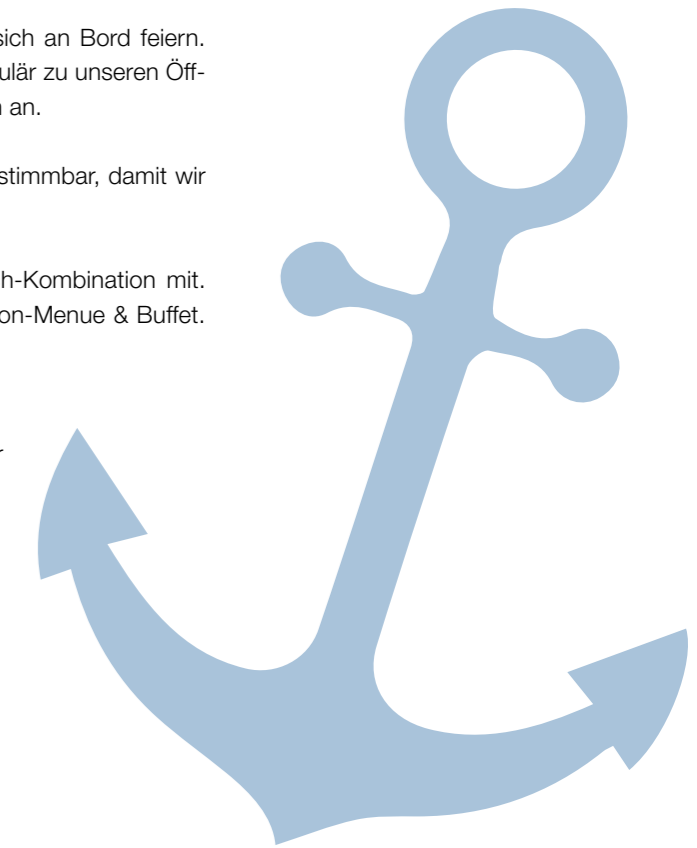 sich an Bord feiern.
ulär zu unseren Öff-
an.
stimmbar, damit wir
h-Kombination mit.
on-Menue & Buffet.